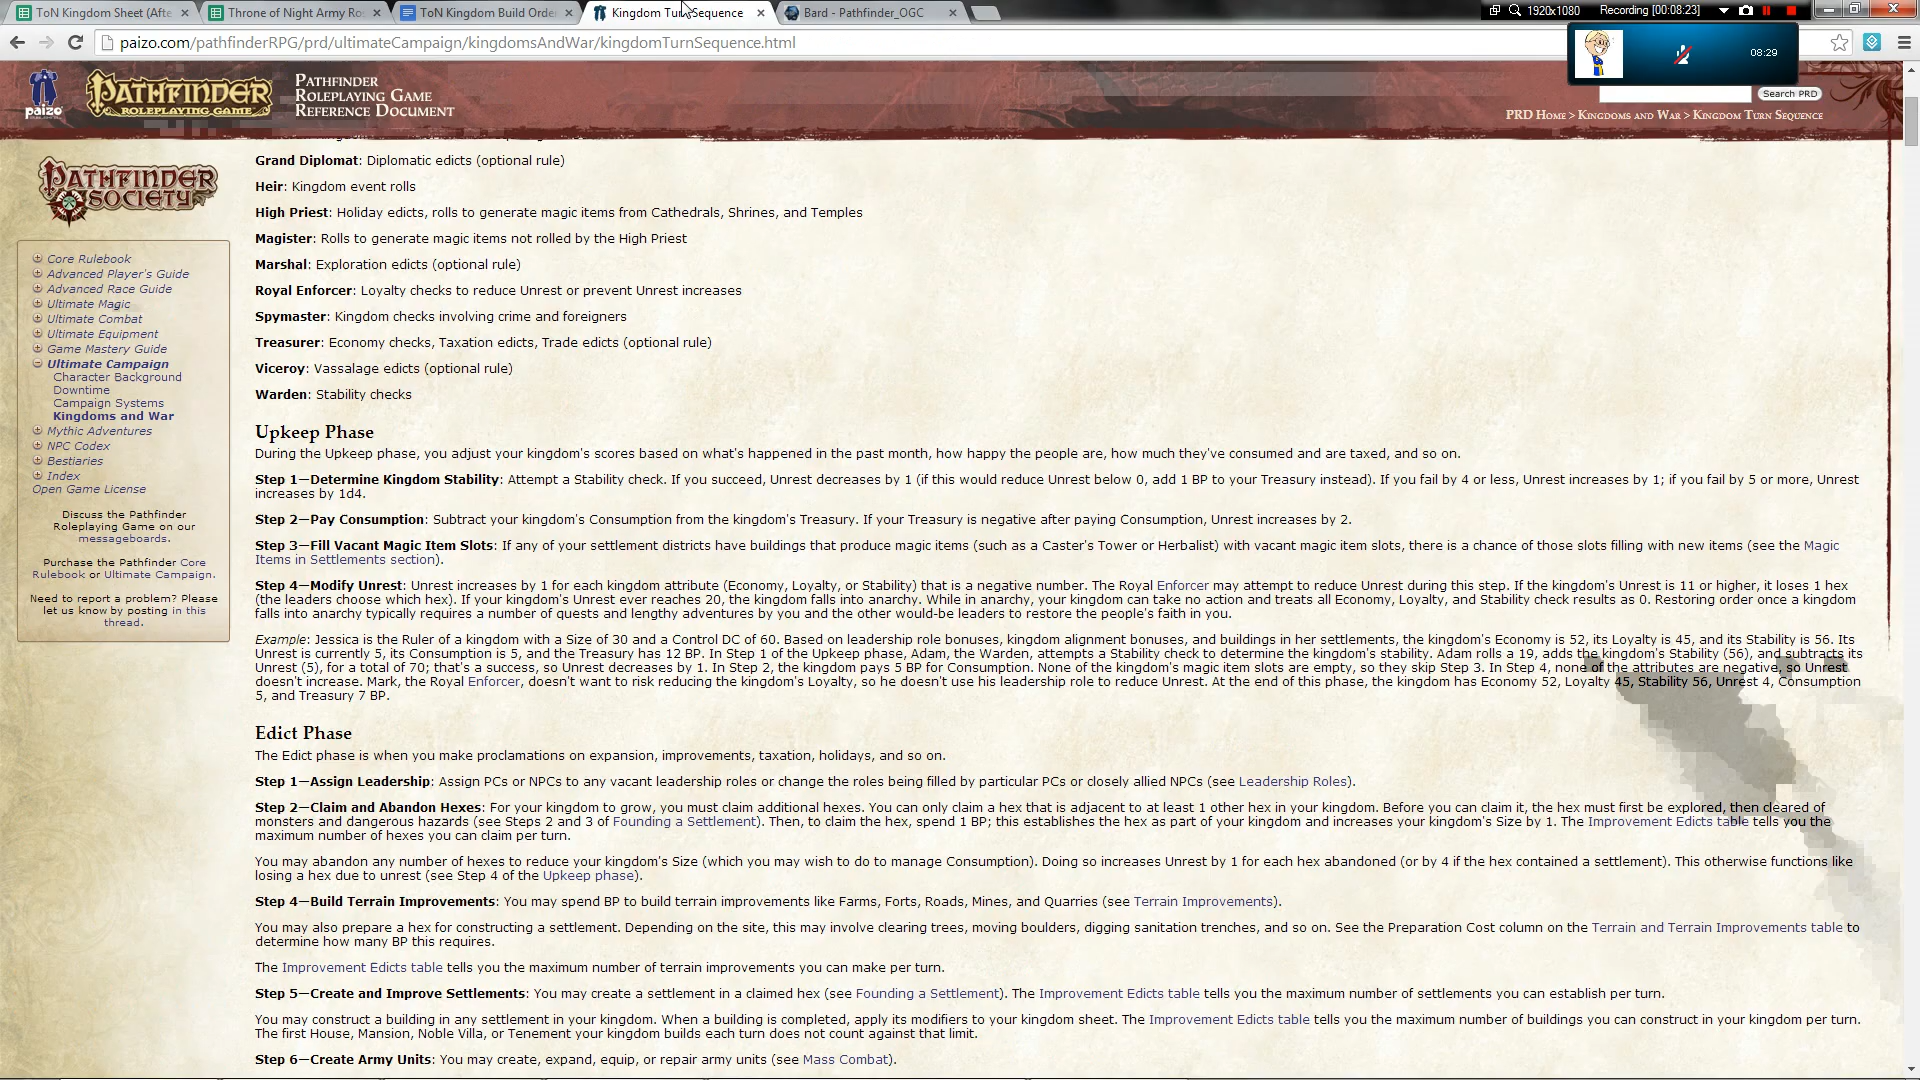 ToN Kingdom Sheet (Afte
Throne of Night Army Ro
ToN Kingdom Build Orde
Kingdom Turn Sequence
Bard - Pathfinder_OGC
1920x1080
Recording [00:08:23]
paizo.com/pathfinderRPG/prd/ultimateCampaign/kingdomsAndWar/kingdomTurnSequence.html
08:29
paizo
PATHFINDER
ROLEPLAYING GAME
Pathfinder
Roleplaying Game
Reference Document
Search PRD
PRD Home > Kingdoms and War > Kingdom Turn Sequence
PATHFINDER
SOCIETY
Core Rulebook
Advanced Player's Guide
Advanced Race Guide
Ultimate Magic
Ultimate Combat
Ultimate Equipment
Game Mastery Guide
Ultimate Campaign
Character Background
Downtime
Campaign Systems
Kingdoms and War
Mythic Adventures
NPC Codex
Bestiaries
Index
Open Game License
Discuss the Pathfinder
Roleplaying Game on our
messageboards.
Purchase the Pathfinder Core
Rulebook or Ultimate Campaign.
Need to report a problem? Please
let us know by posting in this
thread.
Grand Diplomat: Diplomatic edicts (optional rule)
Heir: Kingdom event rolls
High Priest: Holiday edicts, rolls to generate magic items from Cathedrals, Shrines, and Temples
Magister: Rolls to generate magic items not rolled by the High Priest
Marshal: Exploration edicts (optional rule)
Royal Enforcer: Loyalty checks to reduce Unrest or prevent Unrest increases
Spymaster: Kingdom checks involving crime and foreigners
Treasurer: Economy checks, Taxation edicts, Trade edicts (optional rule)
Viceroy: Vassalage edicts (optional rule)
Warden: Stability checks
Upkeep Phase
During the Upkeep phase, you adjust your kingdom's scores based on what's happened in the past month, how happy the people are, how much they've consumed and are taxed, and so on.
Step 1—Determine Kingdom Stability: Attempt a Stability check. If you succeed, Unrest decreases by 1 (if this would reduce Unrest below 0, add 1 BP to your Treasury instead). If you fail by 4 or less, Unrest increases by 1; if you fail by 5 or more, Unrest
increases by 1d4.
Step 2—Pay Consumption: Subtract your kingdom's Consumption from the kingdom's Treasury. If your Treasury is negative after paying Consumption, Unrest increases by 2.
Step 3—Fill Vacant Magic Item Slots: If any of your settlement districts have buildings that produce magic items (such as a Caster's Tower or Herbalist) with vacant magic item slots, there is a chance of those slots filling with new items (see the Magic
Items in Settlements section).
Step 4—Modify Unrest: Unrest increases by 1 for each kingdom attribute (Economy, Loyalty, or Stability) that is a negative number. The Royal Enforcer may attempt to reduce Unrest during this step. If the kingdom's Unrest is 11 or higher, it loses 1 hex
(the leaders choose which hex). If your kingdom's Unrest ever reaches 20, the kingdom falls into anarchy. While in anarchy, your kingdom can take no action and treats all Economy, Loyalty, and Stability check results as 0. Restoring order once a kingdom
falls into anarchy typically requires a number of quests and lengthy adventures by you and the other would-be leaders to restore the people's faith in you.
Example: Jessica is the Ruler of a kingdom with a Size of 30 and a Control DC of 60. Based on leadership role bonuses, kingdom alignment bonuses, and buildings in her settlements, the kingdom's Economy is 52, its Loyalty is 45, and its Stability is 56. Its
Unrest is currently 5, its Consumption is 5, and the Treasury has 12 BP. In Step 1 of the Upkeep phase, Adam, the Warden, attempts a Stability check to determine the kingdom's stability. Adam rolls a 19, adds the kingdom's Stability (56), and subtracts its
Unrest (5), for a total of 70; that's a success, so Unrest decreases by 1. In Step 2, the kingdom pays 5 BP for Consumption. None of the kingdom's magic item slots are empty, so they skip Step 3. In Step 4, none of the attributes are negative, so Unrest
doesn't increase. Mark, the Royal Enforcer, doesn't want to risk reducing the kingdom's Loyalty, so he doesn't use his leadership role to reduce Unrest. At the end of this phase, the kingdom has Economy 52, Loyalty 45, Stability 56, Unrest 4, Consumption
5, and Treasury 7 BP.
Edict Phase
The Edict phase is when you make proclamations on expansion, improvements, taxation, holidays, and so on.
Step 1—Assign Leadership: Assign PCs or NPCs to any vacant leadership roles or change the roles being filled by particular PCs or closely allied NPCs (see Leadership Roles).
Step 2—Claim and Abandon Hexes: For your kingdom to grow, you must claim additional hexes. You can only claim a hex that is adjacent to at least 1 other hex in your kingdom. Before you can claim it, the hex must first be explored, then cleared of
monsters and dangerous hazards (see Steps 2 and 3 of Founding a Settlement). Then, to claim the hex, spend 1 BP; this establishes the hex as part of your kingdom and increases your kingdom's Size by 1. The Improvement Edicts table tells you the
maximum number of hexes you can claim per turn.
You may abandon any number of hexes to reduce your kingdom's Size (which you may wish to do to manage Consumption). Doing so increases Unrest by 1 for each hex abandoned (or by 4 if the hex contained a settlement). This otherwise functions like
losing a hex due to unrest (see Step 4 of the Upkeep phase).
Step 4—Build Terrain Improvements: You may spend BP to build terrain improvements like Farms, Forts, Roads, Mines, and Quarries (see Terrain Improvements).
You may also prepare a hex for constructing a settlement. Depending on the site, this may involve clearing trees, moving boulders, digging sanitation trenches, and so on. See the Preparation Cost column on the Terrain and Terrain Improvements table to
determine how many BP this requires.
The Improvement Edicts table tells you the maximum number of terrain improvements you can make per turn.
Step 5—Create and Improve Settlements: You may create a settlement in a claimed hex (see Founding a Settlement). The Improvement Edicts table tells you the maximum number of settlements you can establish per turn.
You may construct a building in any settlement in your kingdom. When a building is completed, apply its modifiers to your kingdom sheet. The Improvement Edicts table tells you the maximum number of buildings you can construct in your kingdom per turn.
The first House, Mansion, Noble Villa, or Tenement your kingdom builds each turn does not count against that limit.
Step 6—Create Army Units: You may create, expand, equip, or repair army units (see Mass Combat).